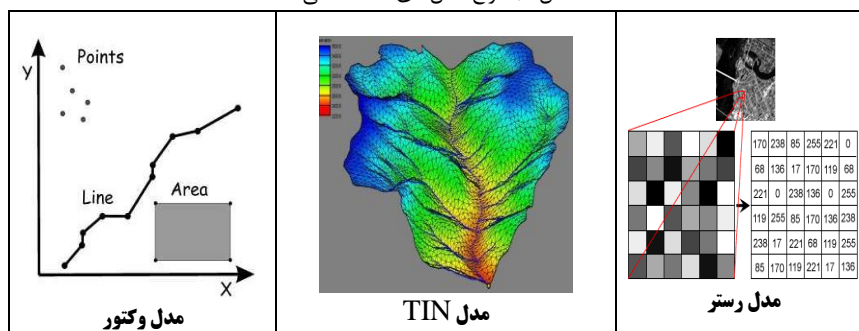 Y
Points
Line
Area
X
مدل وکتور
مدل TIN
170 238 85 255 221 0
68 136 17 170 119 68
221 0 238 136 0 255
119 255 85 170 136 238
238 17 221 68 119 255
85 170 119 221 17 136
مدل رستر